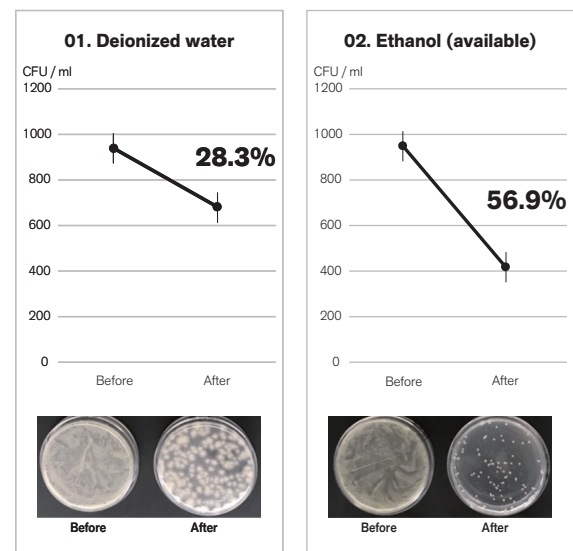 01. Deionized water
CFU / ml
1200
1000
28.3%
800
600
400
200
0
Before After
Before After
02. Ethanol (available)
CFU / ml
1200
1000
800
56.9%
600
400
200
0
Before After
Before After